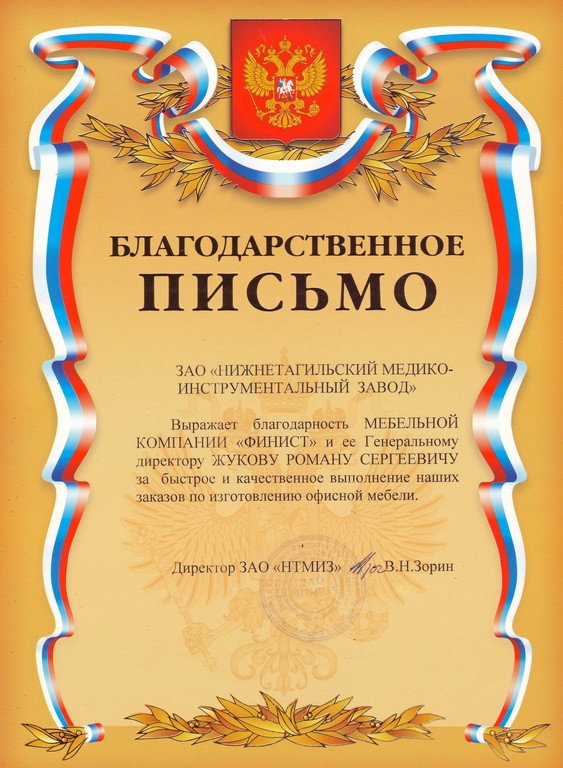 БЛАГОДАРСТВЕННОЕ
ПИСЬМО
ЗАО «НИЖНЕТАГИЛЬСКИЙ МЕДИКО-
ИНСТРУМЕНТАЛЬНЫЙ ЗАВОД»
Выражает благодарность МЕБЕЛЬНОЙ
КОМПАНИИ «ФИНИСТ» и ее Генеральному
директору ЖУКОВУ РОМАНУ СЕРГЕЕВИЧУ
за быстрое и качественное выполнение наших
заказов по изготовлению офисной мебели.
Директор ЗАО «НТМИЗ» В.Н.Зорин